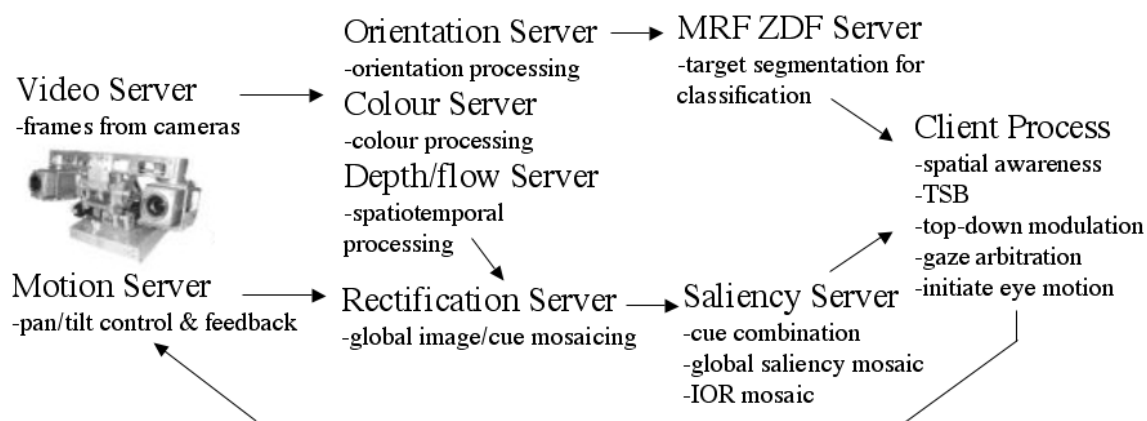 Video Server
-frames from cameras
Motion Server
-pan/tilt control & feedback
Orientation Server
-orientation processing
Colour Server
-colour processing
Depth/flow Server
-spatiotemporal
processing
Rectification Server
-global image/cue mosaicing
MRF ZDF Server
-target segmentation for
classification
Saliency Server
-cue combination
-global saliency mosaic
-IOR mosaic
Client Process
-spatial awareness
-TSB
-top-down modulation
-gaze arbitration
-initiate eye motion